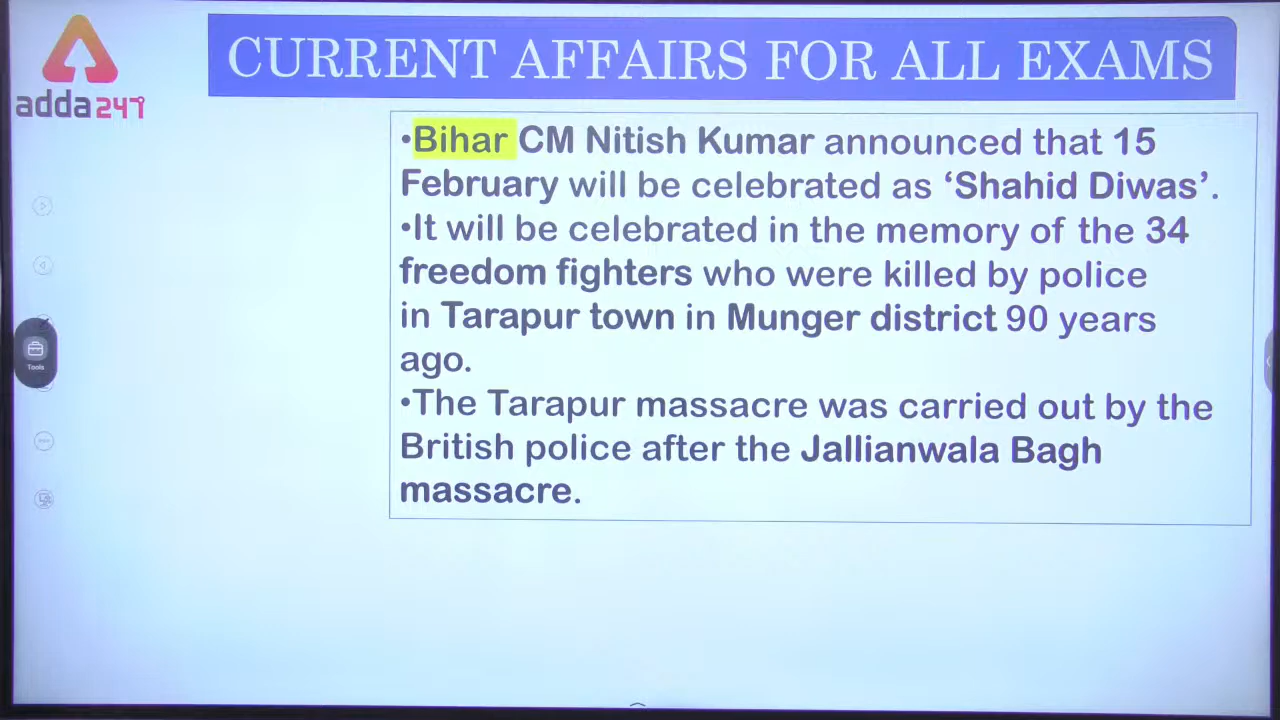 CURRENT AFFAIRS FOR ALL EXAMS
adda247
•Bihar CM Nitish Kumar announced that 15
February will be celebrated as ‘Shahid Diwas’.
•It will be celebrated in the memory of the 34
freedom fighters who were killed by police
in Tarapur town in Munger district 90 years
ago.
•The Tarapur massacre was carried out by the
British police after the Jallianwala Bagh
massacre.
Tools